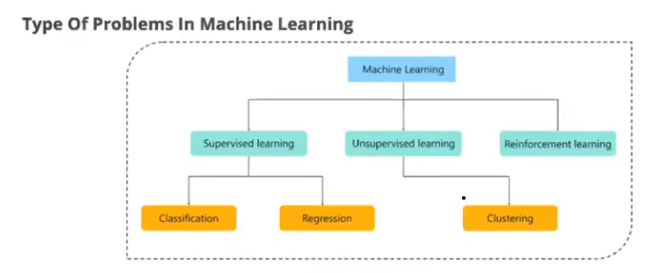 Type Of Problems In Machine Learning
Machine Learning
Supervised learning
Unsupervised learning
Reinforcement learning
Classification
Regression
Clustering